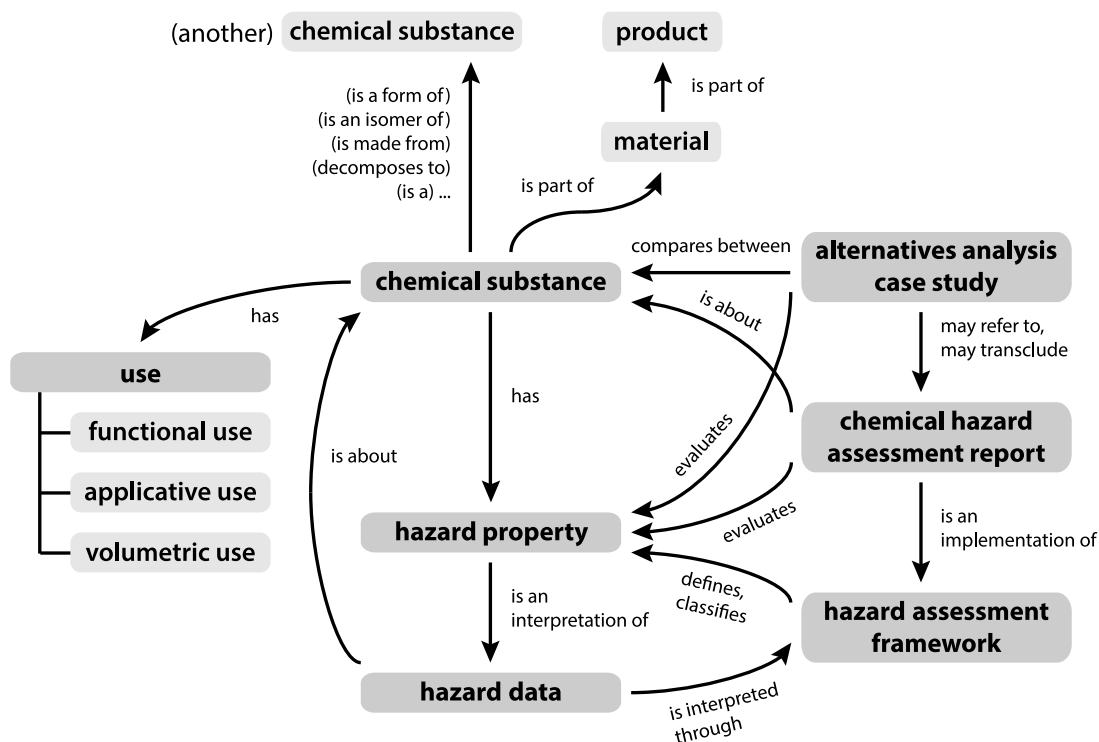 (another) chemical substance
product
(is a form of)
(is an isomer of)
(is made from)
(decomposes to)
(is a) ...
is part of
material
is part of
compares between
alternatives analysis
case study
chemical substance
has
is about
may refer to,
may transclude
use
has
functional use
applicative use
volumetric use
is about
evaluates
chemical hazard
assessment report
hazard property
evaluates
is an
implementation of
defines,
classifies
is an
interpretation of
hazard assessment
framework
hazard data
is interpreted
through